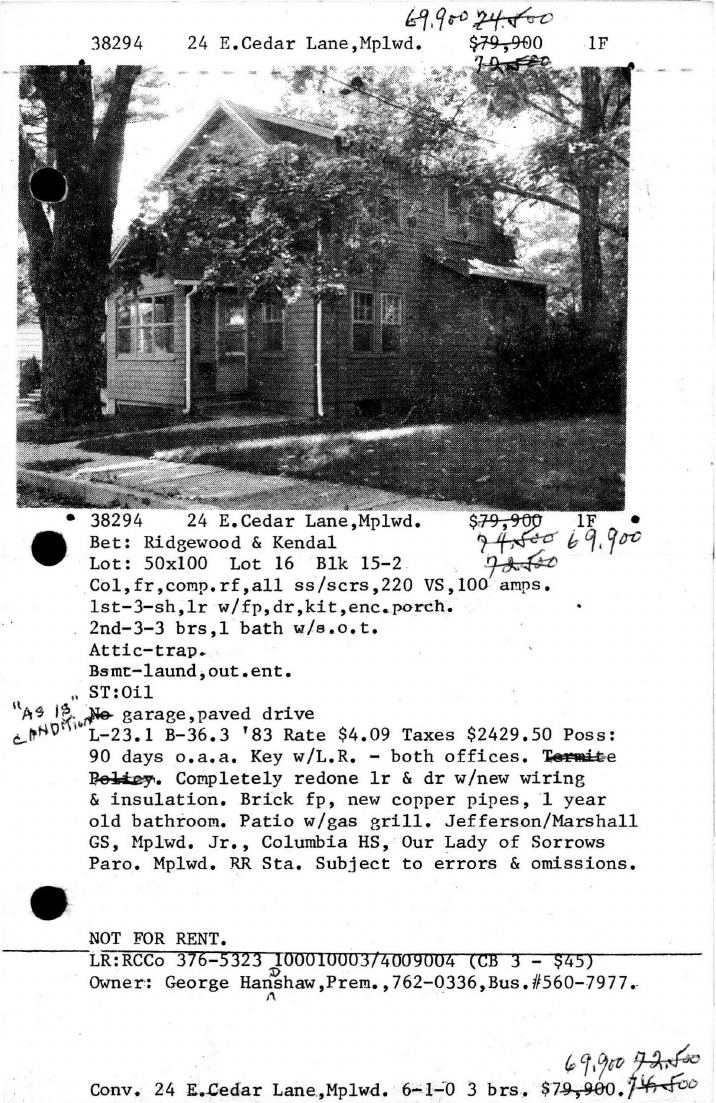 69,900 74,500
38294 24 E.Cedar Lane,Mplwd. $79,900 1F
72,500
38294 24 E.Cedar Lane,Mplwd. $79,900 1F
Bet: Ridgewood & Kendal 74,500 69,900
Lot: 50x100 Lot 16 Blk 15-2 72,500
Col,fr,comp.rf,all ss/scrs,220 VS,100 amps.
1st-3-sh,lr w/fp,dr,kit,enc.porch.
2nd-3-3 brs,1 bath w/s.o.t.
Attic-trap.
Bsmt-laund,out.ent.
ST:Oil
"AS IS" CONDITION
No garage,paved drive
L-23.1 B-36.3 '83 Rate $4.09 Taxes $2429.50 Poss:
90 days o.a.a. Key w/L.R. - both offices. Termite
Policy. Completely redone lr & dr w/new wiring
& insulation. Brick fp, new copper pipes, 1 year
old bathroom. Patio w/gas grill. Jefferson/Marshall
GS, Mplwd. Jr., Columbia HS, Our Lady of Sorrows
Paro. Mplwd. RR Sta. Subject to errors & omissions.
NOT FOR RENT.
LR:RCCo 376-5323 100010003/4009004 (CB 3 - $45)
Owner: George HanDshaw,Prem.,762-0336,Bus.#560-7977.
69,900 72,500
Conv. 24 E.Cedar Lane,Mplwd. 6-1-0 3 brs. $79,900. 74,500